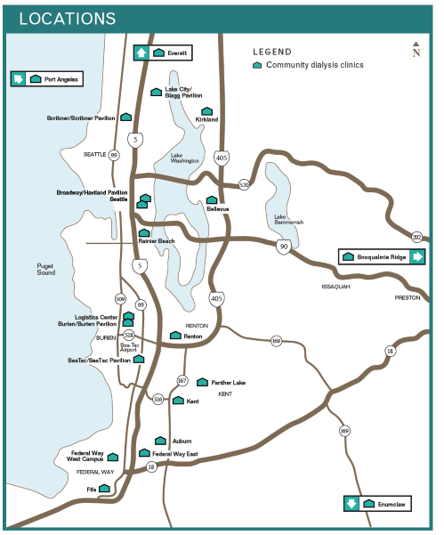 LOCATIONS
Everett
LEGEND
Community dialysis clinics
N
Port Angeles
Lake City/
Blagg Pavilion
Kirkland
Scribner/Scribner Pavilion
5
SEATTLE
99
Lake
Washington
405
520
Broadway/Haviland Pavilion
Seattle
Bellevue
Lake
Sammamish
202
Rainier Beach
90
Snoqualmie Ridge
Puget
Sound
5
ISSAQUAH
PRESTON
509
99
405
Logistics Center
Burien/Burien Pavilion
RENTON
BURIEN
518
Renton
169
Sea-Tac
Airport
SeaTac/SeaTac Pavilion
18
167
Panther Lake
KENT
516
Kent
169
Auburn
Federal Way
West Campus
Federal Way East
FEDERAL WAY
18
Fife
Enumclaw